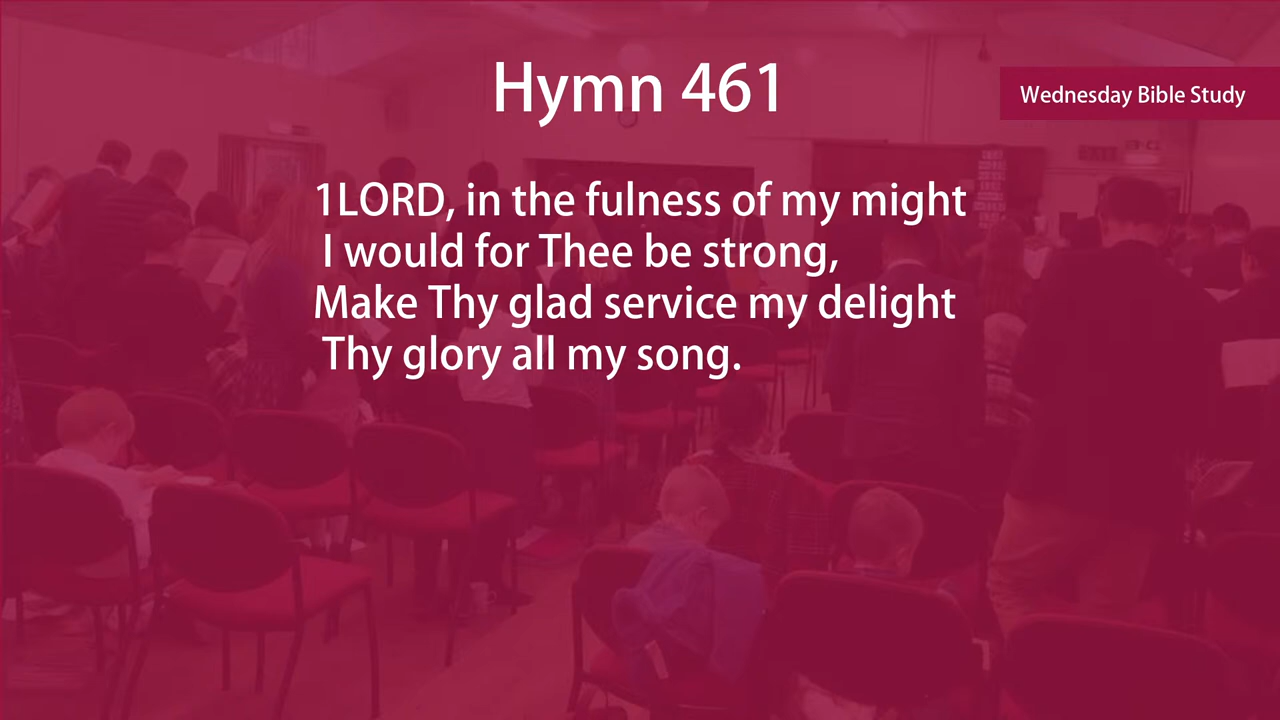 Hymn 461
Wednesday Bible Study
1LORD, in the fulness of my might
I would for Thee be strong,
Make Thy glad service my delight
Thy glory all my song.